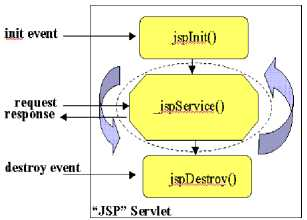 init event
jspInit()
request
response
_jspService()
destroy event
jspDestroy()
“JSP” Servlet